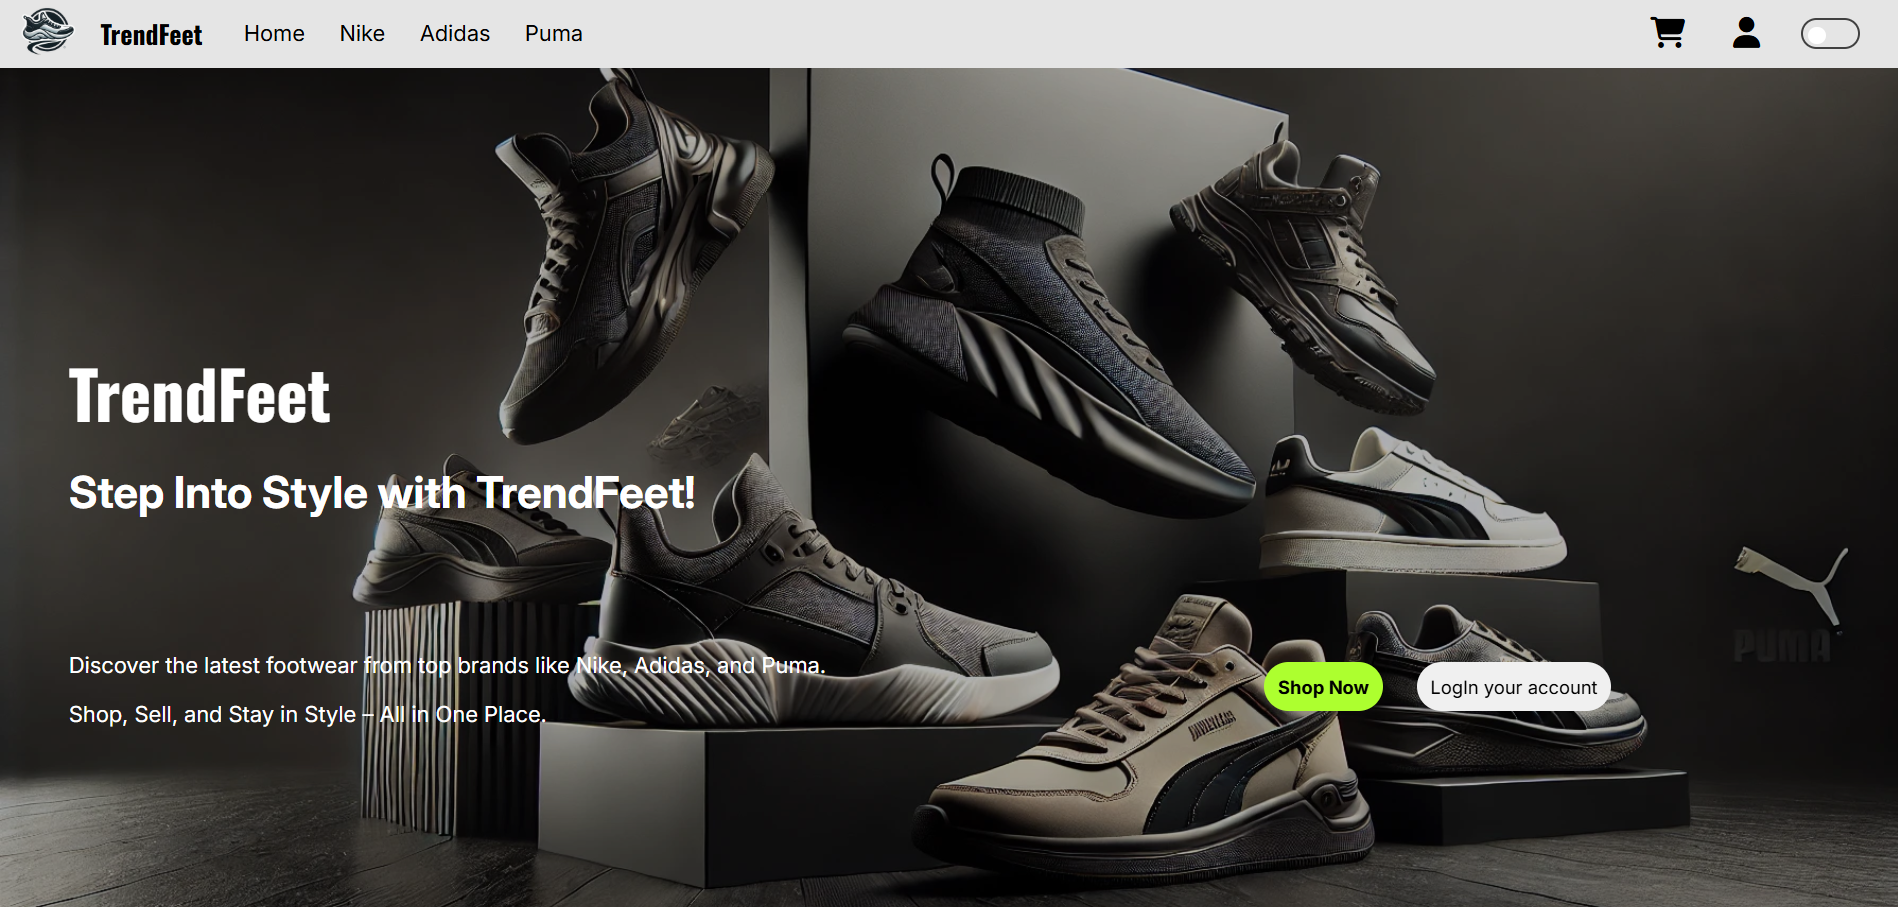 TrendFeet Home Nike Adidas Puma
TrendFeet
Step Into Style with TrendFeet!
Discover the latest footwear from top brands like Nike, Adidas, and Puma.
Shop, Sell, and Stay in Style – All in One Place.
Shop Now
LogIn your account
PUMA